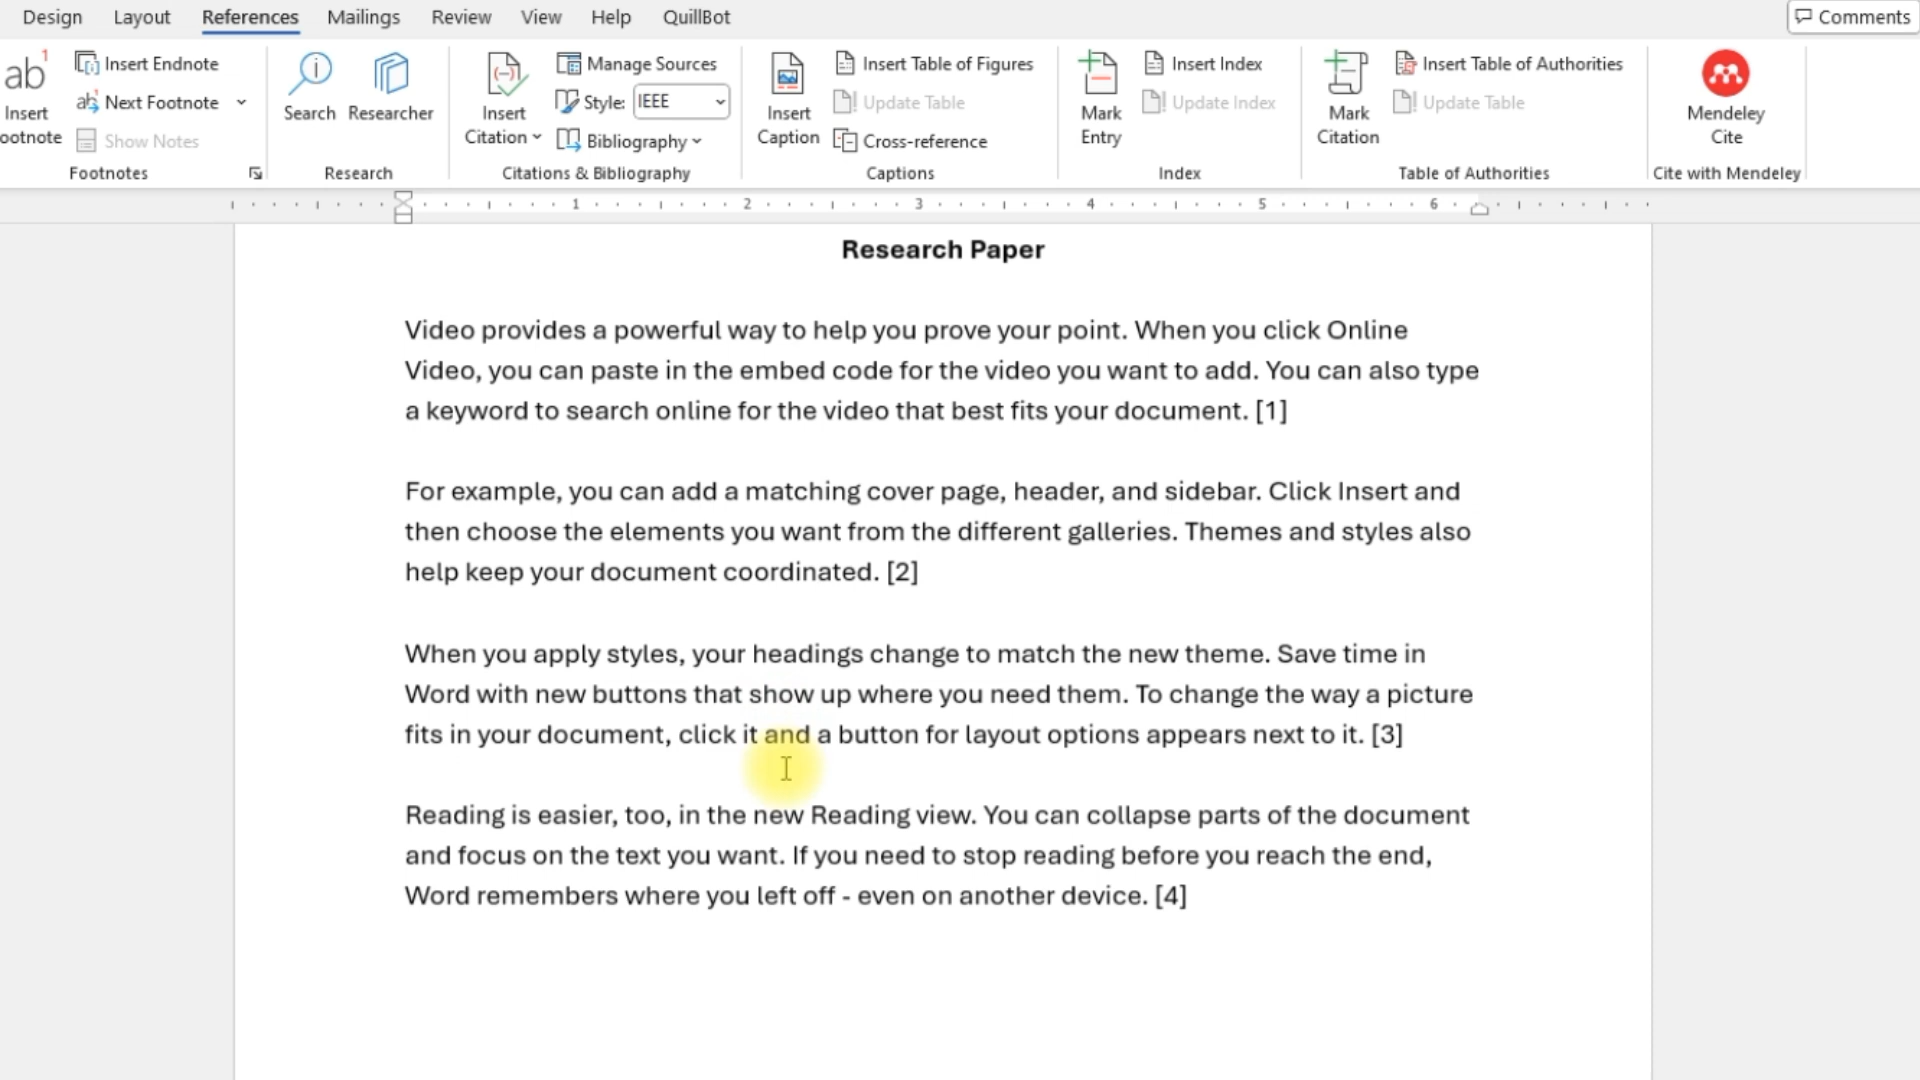 Design Layout References Mailings Review View Help QuillBot Comments
ab1 Insert Endnote Manage Sources Insert Table of Figures Insert Index Insert Table of Authorities
Insert ab Next Footnote Search Researcher Insert Style: IEEE Insert Update Table Mark Update Index Mark Update Table Mendeley
ootnote Show Notes Citation Bibliography Caption Cross-reference Entry Citation Cite
Footnotes Research Citations & Bibliography Captions Index Table of Authorities Cite with Mendeley
1 2 3 4 5 6
Research Paper
Video provides a powerful way to help you prove your point. When you click Online
Video, you can paste in the embed code for the video you want to add. You can also type
a keyword to search online for the video that best fits your document. [1]
For example, you can add a matching cover page, header, and sidebar. Click Insert and
then choose the elements you want from the different galleries. Themes and styles also
help keep your document coordinated. [2]
When you apply styles, your headings change to match the new theme. Save time in
Word with new buttons that show up where you need them. To change the way a picture
fits in your document, click it and a button for layout options appears next to it. [3]
Reading is easier, too, in the new Reading view. You can collapse parts of the document
and focus on the text you want. If you need to stop reading before you reach the end,
Word remembers where you left off - even on another device. [4]